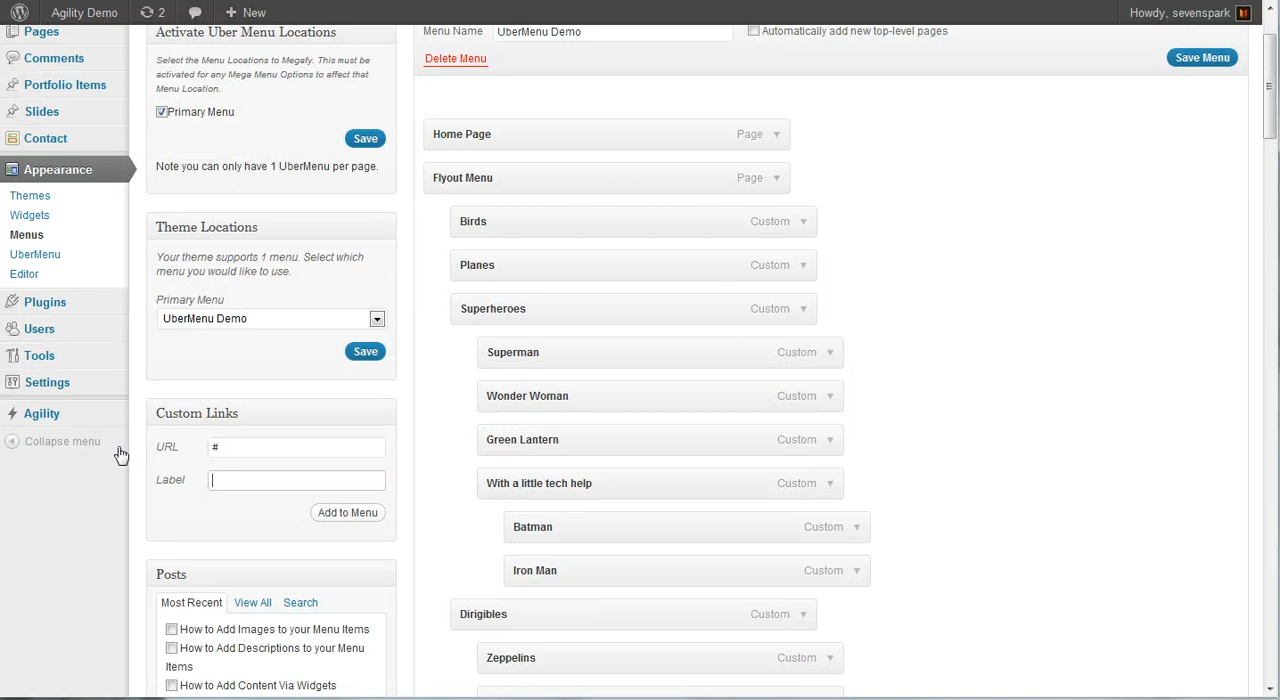 Agility Demo
2
New
Howdy, sevenspark
Pages
Comments
Portfolio Items
Slides
Contact
Appearance
Themes
Widgets
Menus
UberMenu
Editor
Plugins
Users
Tools
Settings
Agility
Collapse menu
Activate Uber Menu Locations
Select the Menu Locations to Megafy. This must be
activated for any Mega Menu Options to affect that
Menu Location.
Primary Menu
Save
Note you can only have 1 UberMenu per page.
Theme Locations
Your theme supports 1 menu. Select which
menu you would like to use.
Primary Menu
UberMenu Demo
Save
Custom Links
URL #
Label
Add to Menu
Posts
Most Recent View All Search
How to Add Images to your Menu Items
How to Add Descriptions to your Menu
Items
How to Add Content Via Widgets
Menu Name UberMenu Demo Automatically add new top-level pages
Delete Menu Save Menu
Home Page Page
Flyout Menu Page
Birds Custom
Planes Custom
Superheroes Custom
Superman Custom
Wonder Woman Custom
Green Lantern Custom
With a little tech help Custom
Batman Custom
Iron Man Custom
Dirigibles Custom
Zeppelins Custom